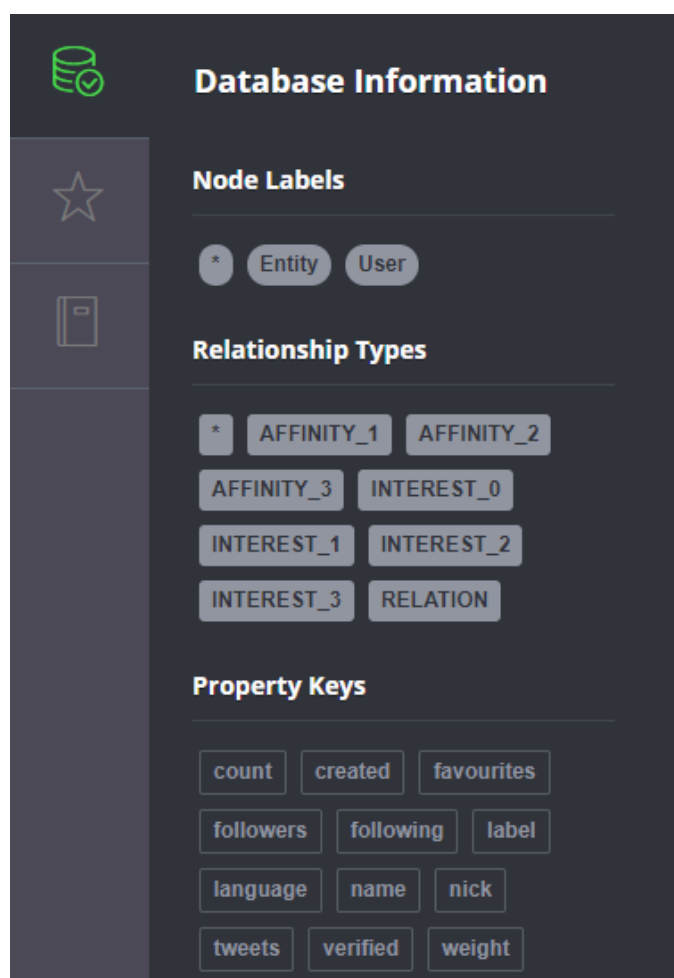 Database Information
Node Labels
* Entity User
Relationship Types
* AFFINITY_1 AFFINITY_2
AFFINITY_3 INTEREST_0
INTEREST_1 INTEREST_2
INTEREST_3 RELATION
Property Keys
count created favourites
followers following label
language name nick
tweets verified weight